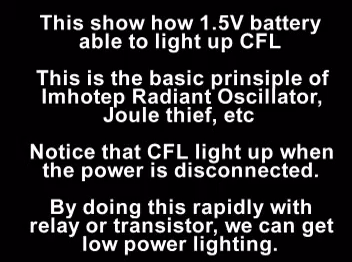 This show how 1.5V battery
able to light up CFL
This is the basic prinsiple of
Imhotep Radiant Oscillator,
Joule thief, etc
Notice that CFL light up when
the power is disconnected.
By doing this rapidly with
relay or transistor, we can get
low power lighting.